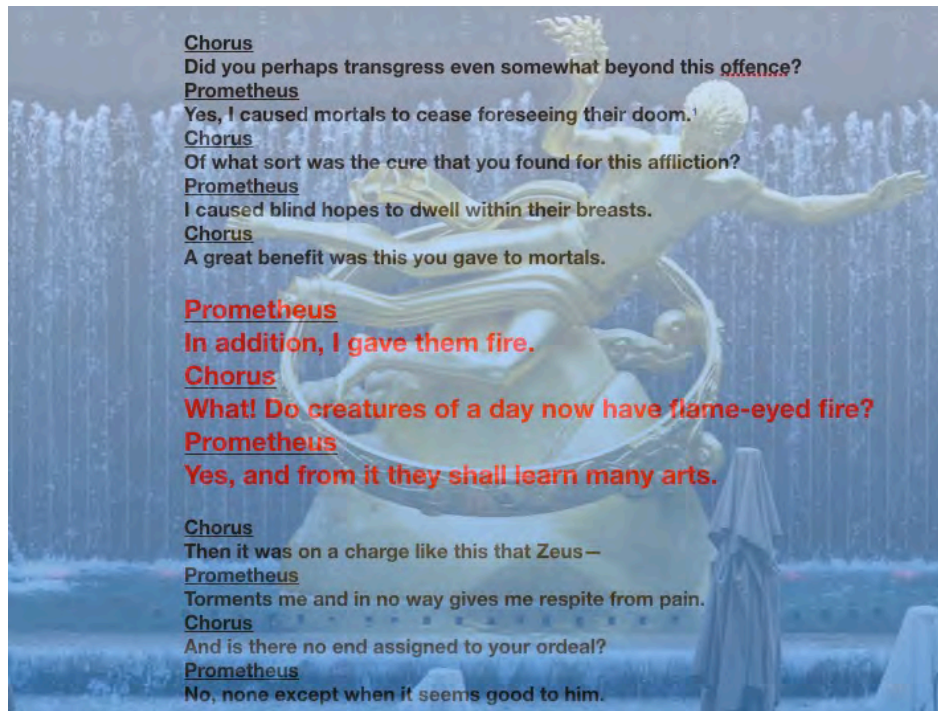 Chorus
Did you perhaps transgress even somewhat beyond this offence?
Prometheus
Yes, I caused mortals to cease foreseeing their doom.¹
Chorus
Of what sort was the cure that you found for this affliction?
Prometheus
I caused blind hopes to dwell within their breasts.
Chorus
A great benefit was this you gave to mortals.
Prometheus
In addition, I gave them fire.
Chorus
What! Do creatures of a day now have flame-eyed fire?
Prometheus
Yes, and from it they shall learn many arts.
Chorus
Then it was on a charge like this that Zeus—
Prometheus
Torments me and in no way gives me respite from pain.
Chorus
And is there no end assigned to your ordeal?
Prometheus
No, none except when it seems good to him.